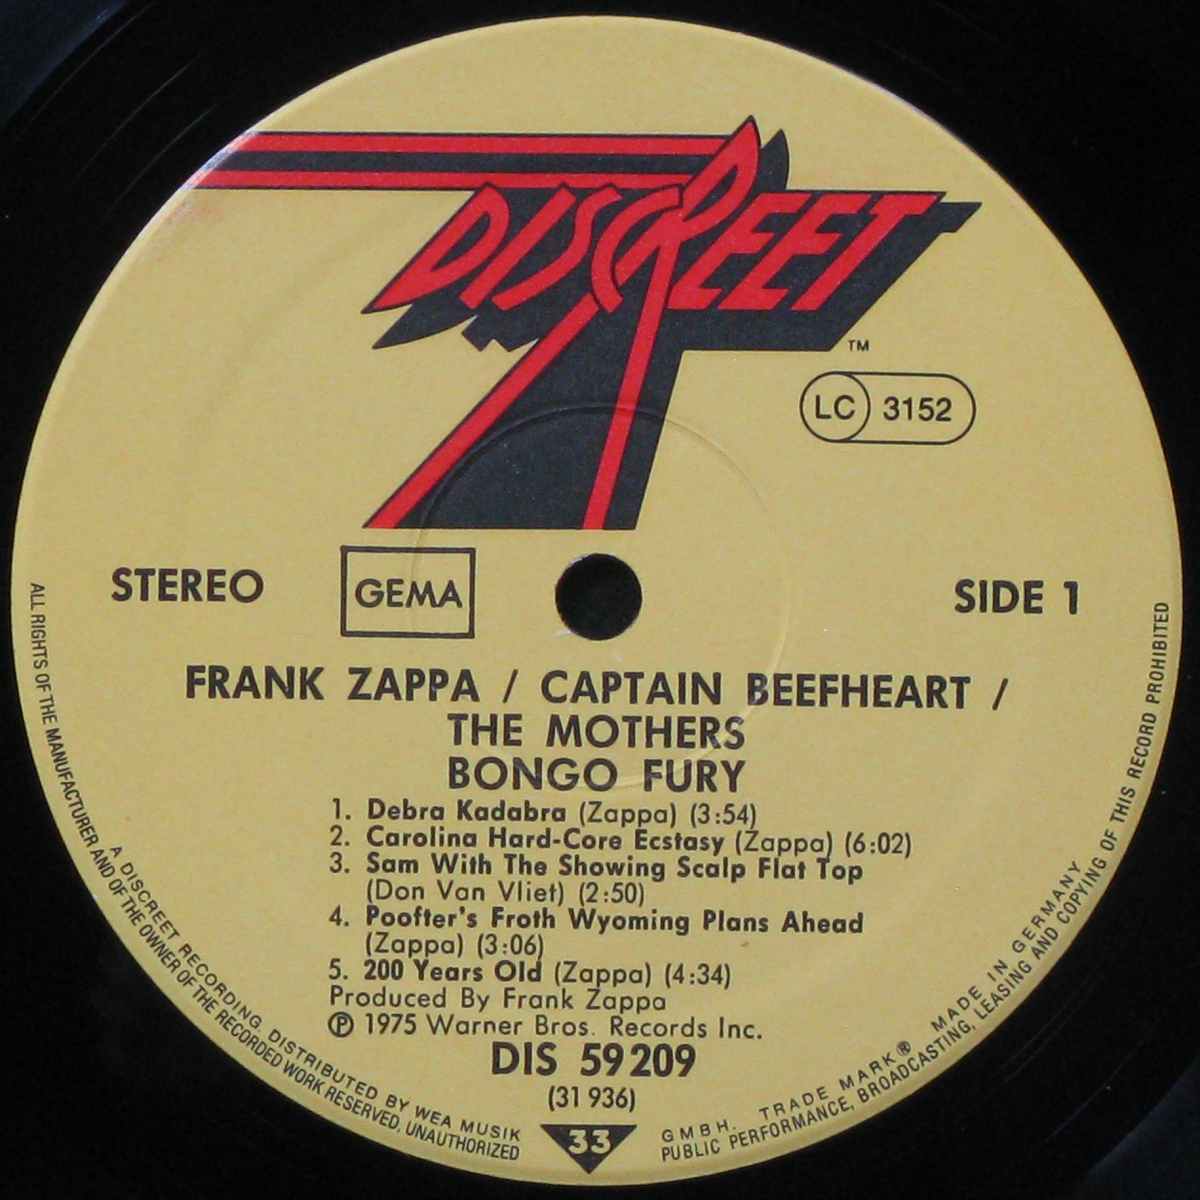 DISCREET
TM
LC 3152
STEREO
GEMA
SIDE 1
FRANK ZAPPA / CAPTAIN BEEFHEART /
THE MOTHERS
BONGO FURY
1. Debra Kadabra (Zappa) (3:54)
2. Carolina Hard-Core Ecstasy (Zappa) (6:02)
3. Sam With The Showing Scalp Flat Top
(Don Van Vliet) (2:50)
4. Poofter's Froth Wyoming Plans Ahead
(Zappa) (3:06)
5. 200 Years Old (Zappa) (4:34)
Produced By Frank Zappa
℗ 1975 Warner Bros. Records Inc.
DIS 59 209
(31 936)
33
A DISCREET RECORDING. DISTRIBUTED BY WEA MUSIK GMBH. TRADE MARK® MADE IN GERMANY
ALL RIGHTS OF THE MANUFACTURER AND OF THE OWNER OF THE RECORDED WORK RESERVED, UNAUTHORIZED PUBLIC PERFORMANCE, BROADCASTING, LEASING AND COPYING OF THIS RECORD PROHIBITED